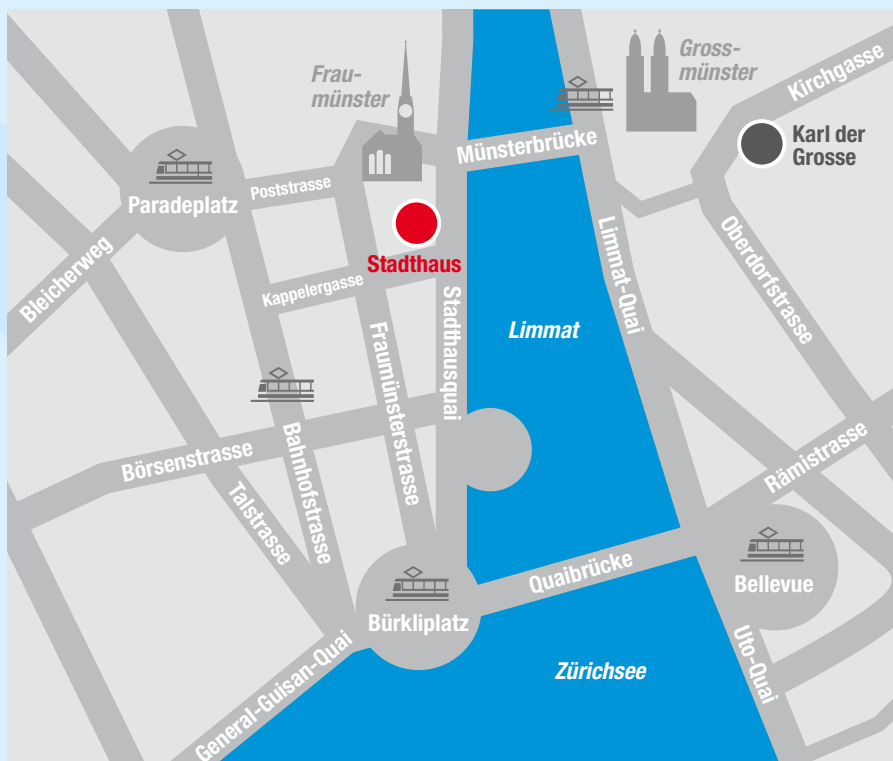 Frau-
münster
Gross-
münster
Kirchgasse
Karl der
Grosse
Münsterbrücke
Poststrasse
Paradeplatz
Bleicherweg
Stadthaus
Kappelergasse
Stadthausquai
Limmat-Quai
Oberdorfstrasse
Limmat
Fraumünsterstrasse
Bahnhofstrasse
Börsenstrasse
Talstrasse
Rämistrasse
Quaibrücke
Bellevue
Bürkliplatz
Uto-Quai
General-Guisan-Quai
Zürichsee